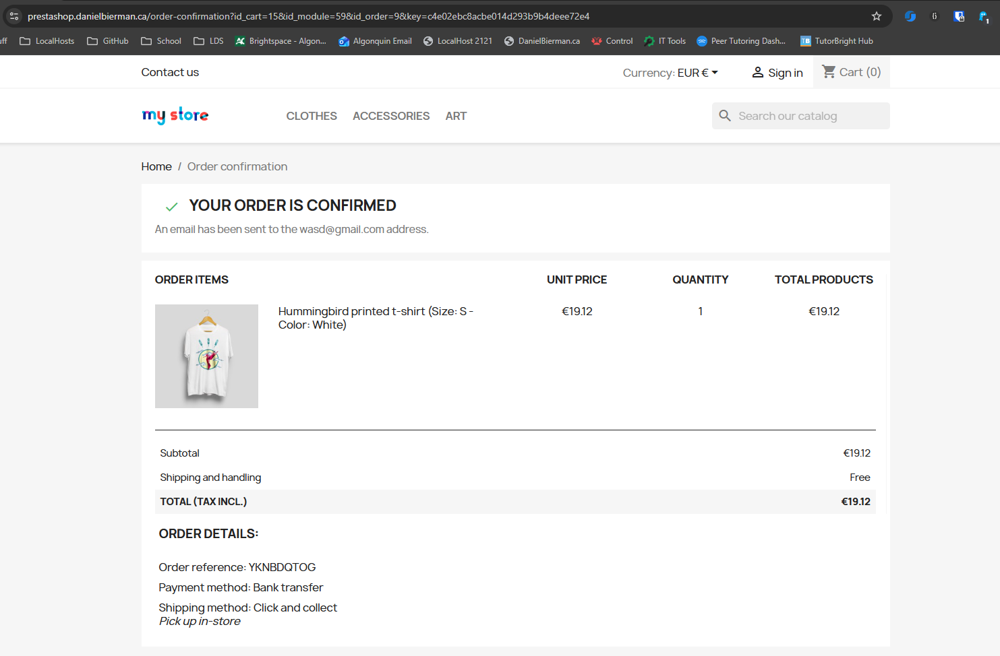 prestashop.danielbierman.ca/order-confirmation?id_cart=15&id_module=59&id_order=9&key=c4e02ebc8acbe014d293b9b4deee72e4
LocalHosts GitHub School LDS Brightspace - Algon... Algonquin Email LocalHost 2121 DanielBierman.ca Control IT Tools Peer Tutoring Dash... TB TutorBright Hub
Contact us Currency: EUR € Sign in Cart (0)
my store CLOTHES ACCESSORIES ART Search our catalog
Home / Order confirmation
YOUR ORDER IS CONFIRMED
An email has been sent to the wasd@gmail.com address.
ORDER ITEMS UNIT PRICE QUANTITY TOTAL PRODUCTS
Hummingbird printed t-shirt (Size: S - €19.12 1 €19.12
Color: White)
Subtotal €19.12
Shipping and handling Free
TOTAL (TAX INCL.) €19.12
ORDER DETAILS:
Order reference: YKNBDQTOG
Payment method: Bank transfer
Shipping method: Click and collect
Pick up in-store